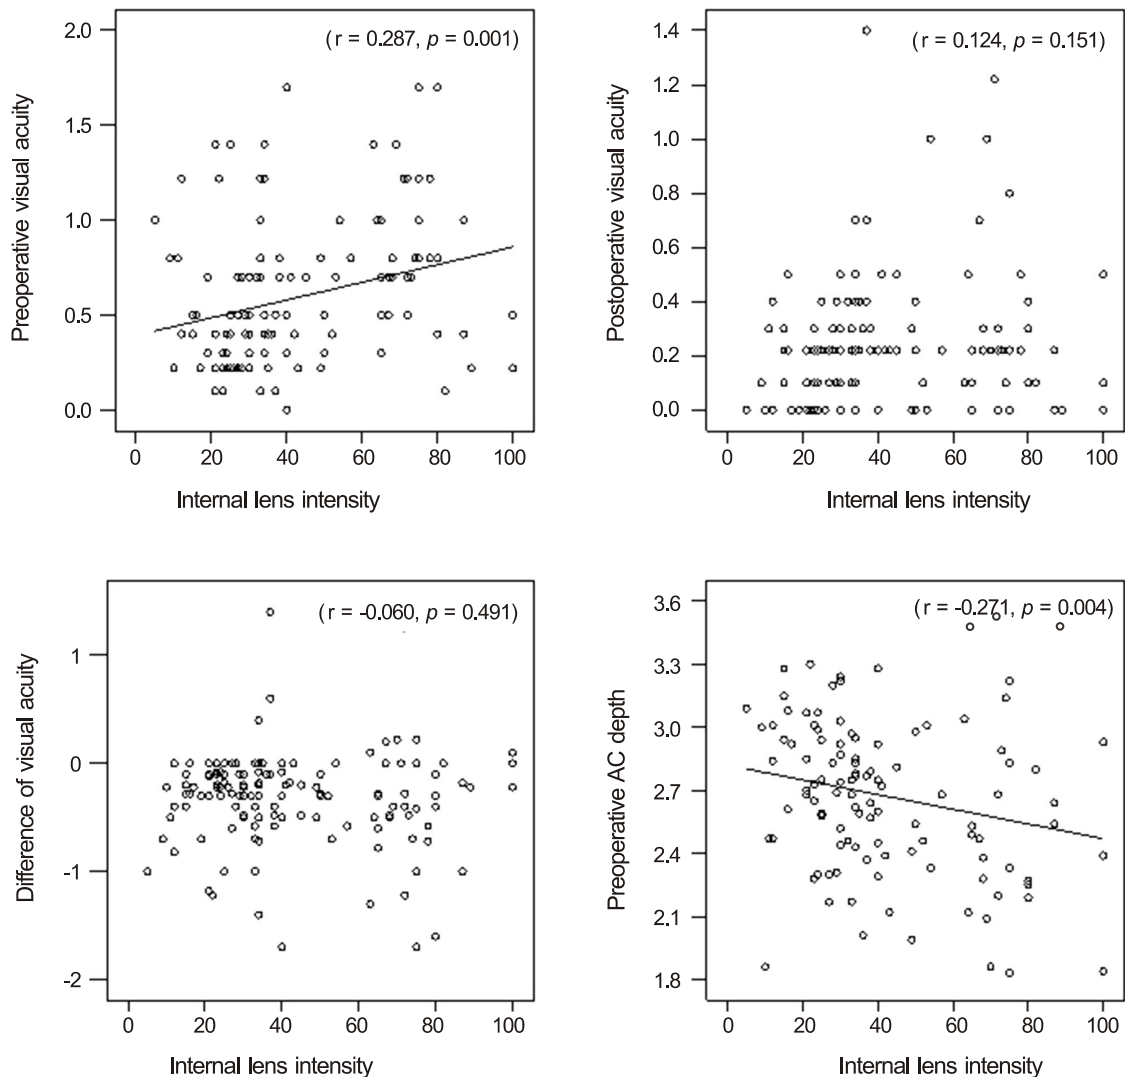 (r = 0.287, p = 0.001)
2.0
1.5
1.0
0.5
0.0
Preoperative visual acuity
0 20 40 60 80 100
Internal lens intensity
(r = 0.124, p = 0.151)
1.4
1.2
1.0
0.8
0.6
0.4
0.2
0.0
Postoperative visual acuity
0 20 40 60 80 100
Internal lens intensity
(r = -0.060, p = 0.491)
1
0
-1
-2
Difference of visual acuity
0 20 40 60 80 100
Internal lens intensity
(r = -0.271, p = 0.004)
3.6
3.3
3.0
2.7
2.4
2.1
1.8
Preoperative AC depth
0 20 40 60 80 100
Internal lens intensity